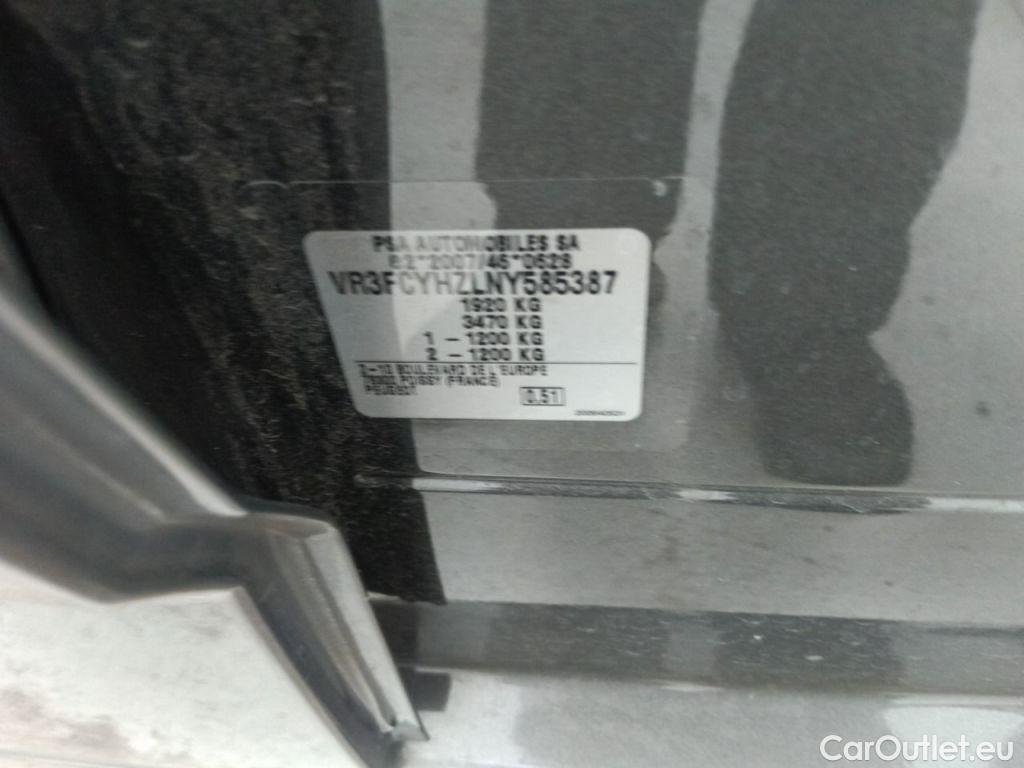 PSA AUTOMOBILES SA
e2*2007/46*0628
VR3FCYHZLNY585387
1920 KG
3470 KG
1 - 1200 KG
2 - 1200 KG
2-10 BOULEVARD DE L'EUROPE
POISSY (FRANCE)
PEUGEOT
0.51
CarOutlet.eu